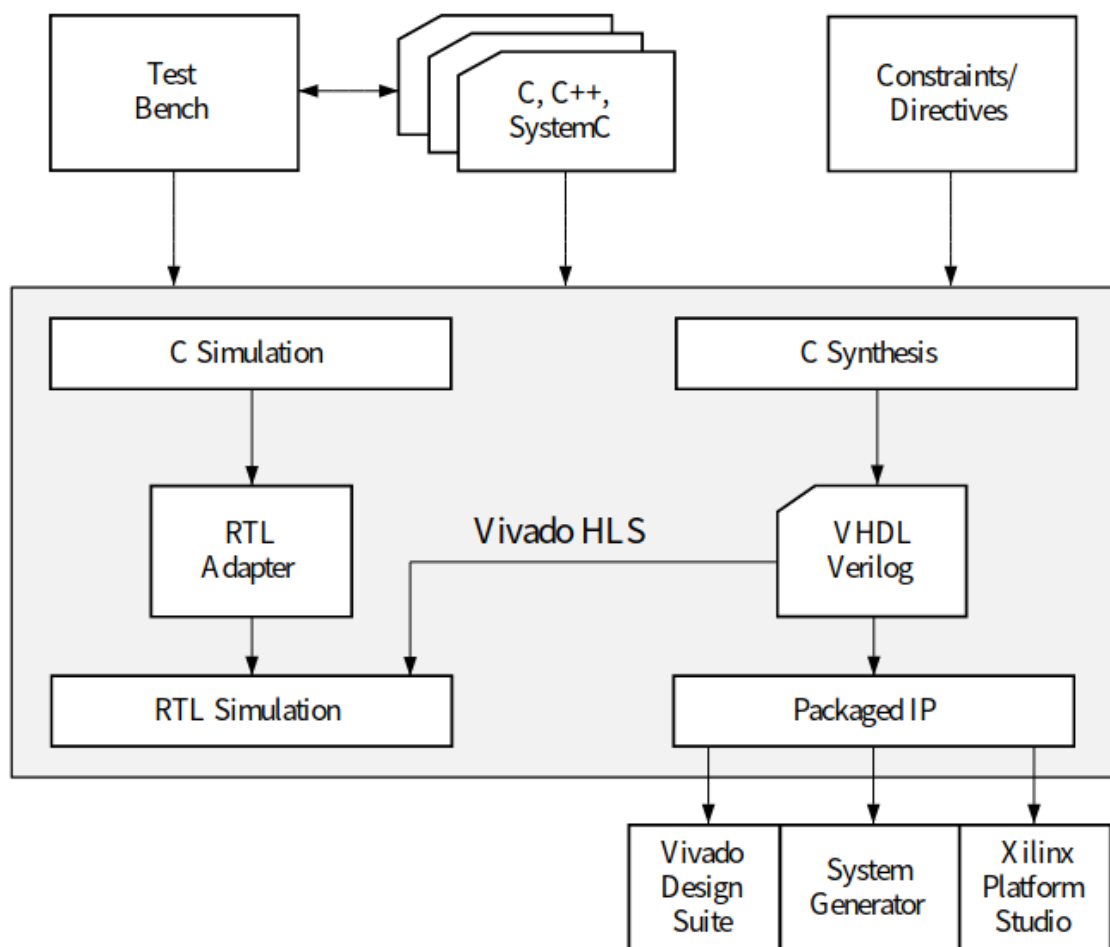 Test
Bench
C, C++,
SystemC
Constraints/
Directives
C Simulation
C Synthesis
RTL
Adapter
Vivado HLS
VHDL
Verilog
RTL Simulation
Packaged IP
Vivado
Design
Suite
System
Generator
Xilinx
Platform
Studio